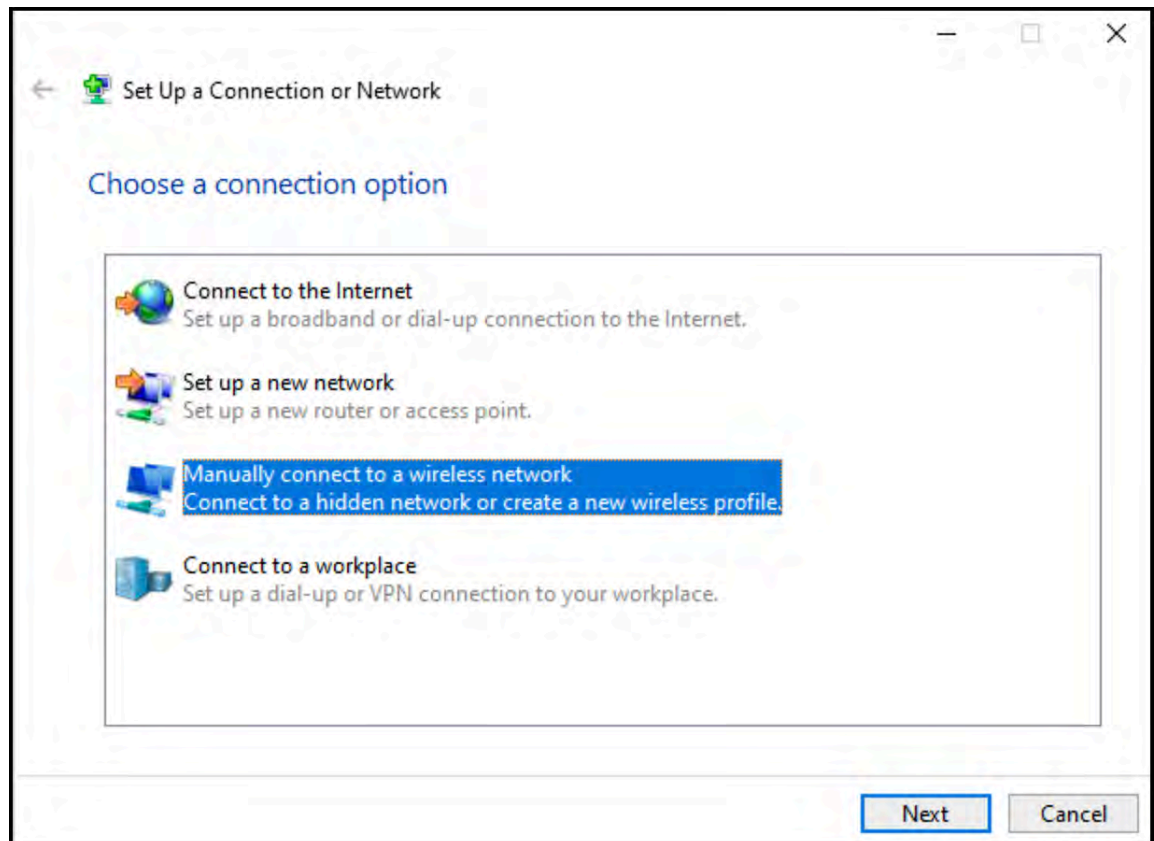 Set Up a Connection or Network
Choose a connection option
Connect to the Internet
Set up a broadband or dial-up connection to the Internet.
Set up a new network
Set up a new router or access point.
Manually connect to a wireless network
Connect to a hidden network or create a new wireless profile.
Connect to a workplace
Set up a dial-up or VPN connection to your workplace.
Next Cancel